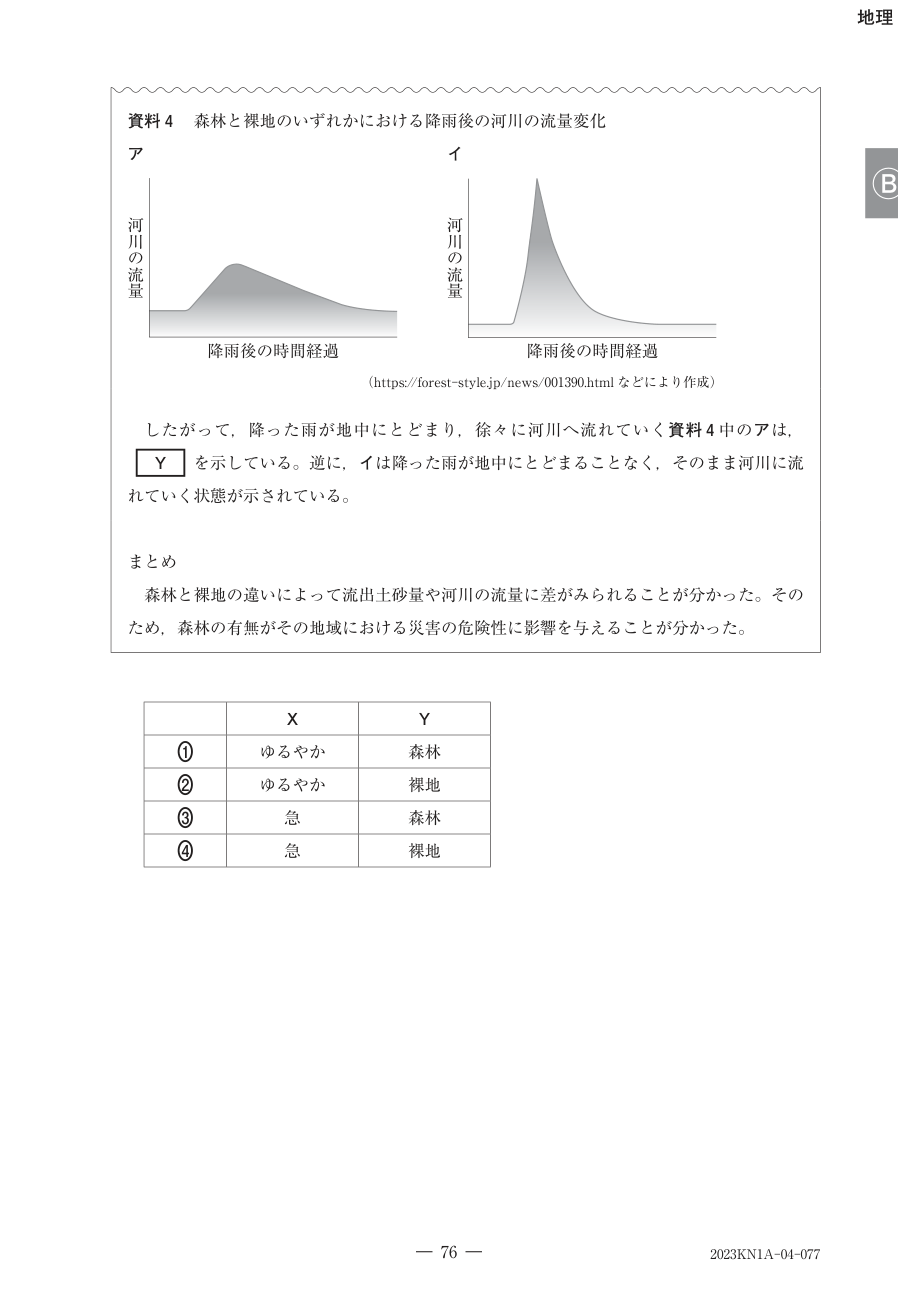 地理
Ⓑ
資料4 森林と裸地のいずれかにおける降雨後の河川の流量変化
ア
河川の流量
降雨後の時間経過
イ
河川の流量
降雨後の時間経過
（https://forest-style.jp/news/001390.html などにより作成）
したがって，降った雨が地中にとどまり，徐々に河川へ流れていく資料4中のアは，
Y を示している。逆に，イは降った雨が地中にとどまることなく，そのまま河川に流
れていく状態が示されている。
まとめ
森林と裸地の違いによって流出土砂量や河川の流量に差がみられることが分かった。その
ため，森林の有無がその地域における災害の危険性に影響を与えることが分かった。
X Y
① ゆるやか 森林
② ゆるやか 裸地
③ 急 森林
④ 急 裸地
― 76 ―
2023KN1A-04-077